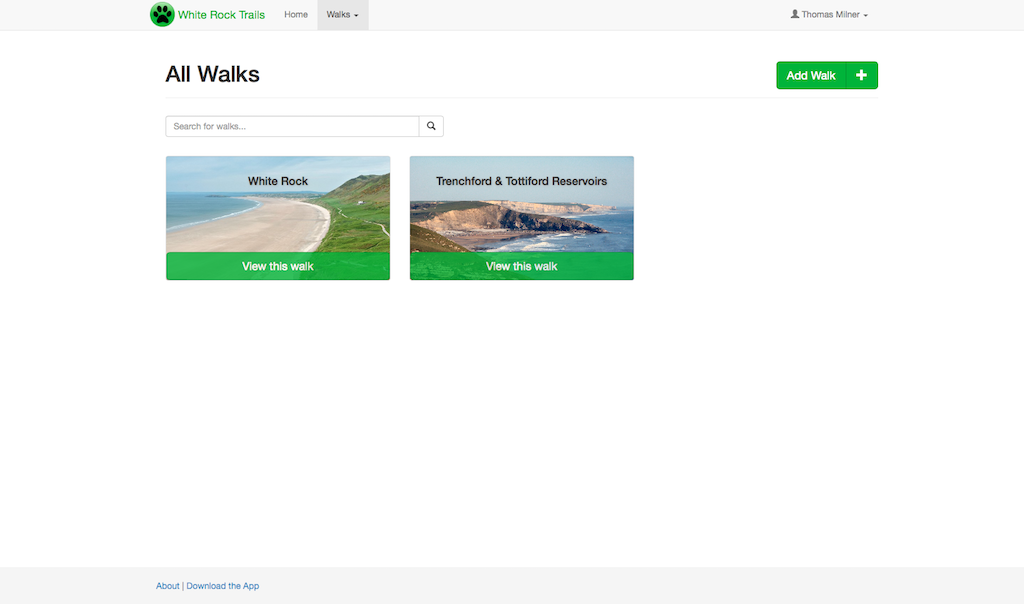 White Rock Trails
Home
Walks
Thomas Milner
All Walks
Add Walk
Search for walks...
White Rock
Trenchford & Tottiford Reservoirs
View this walk
View this walk
About | Download the App